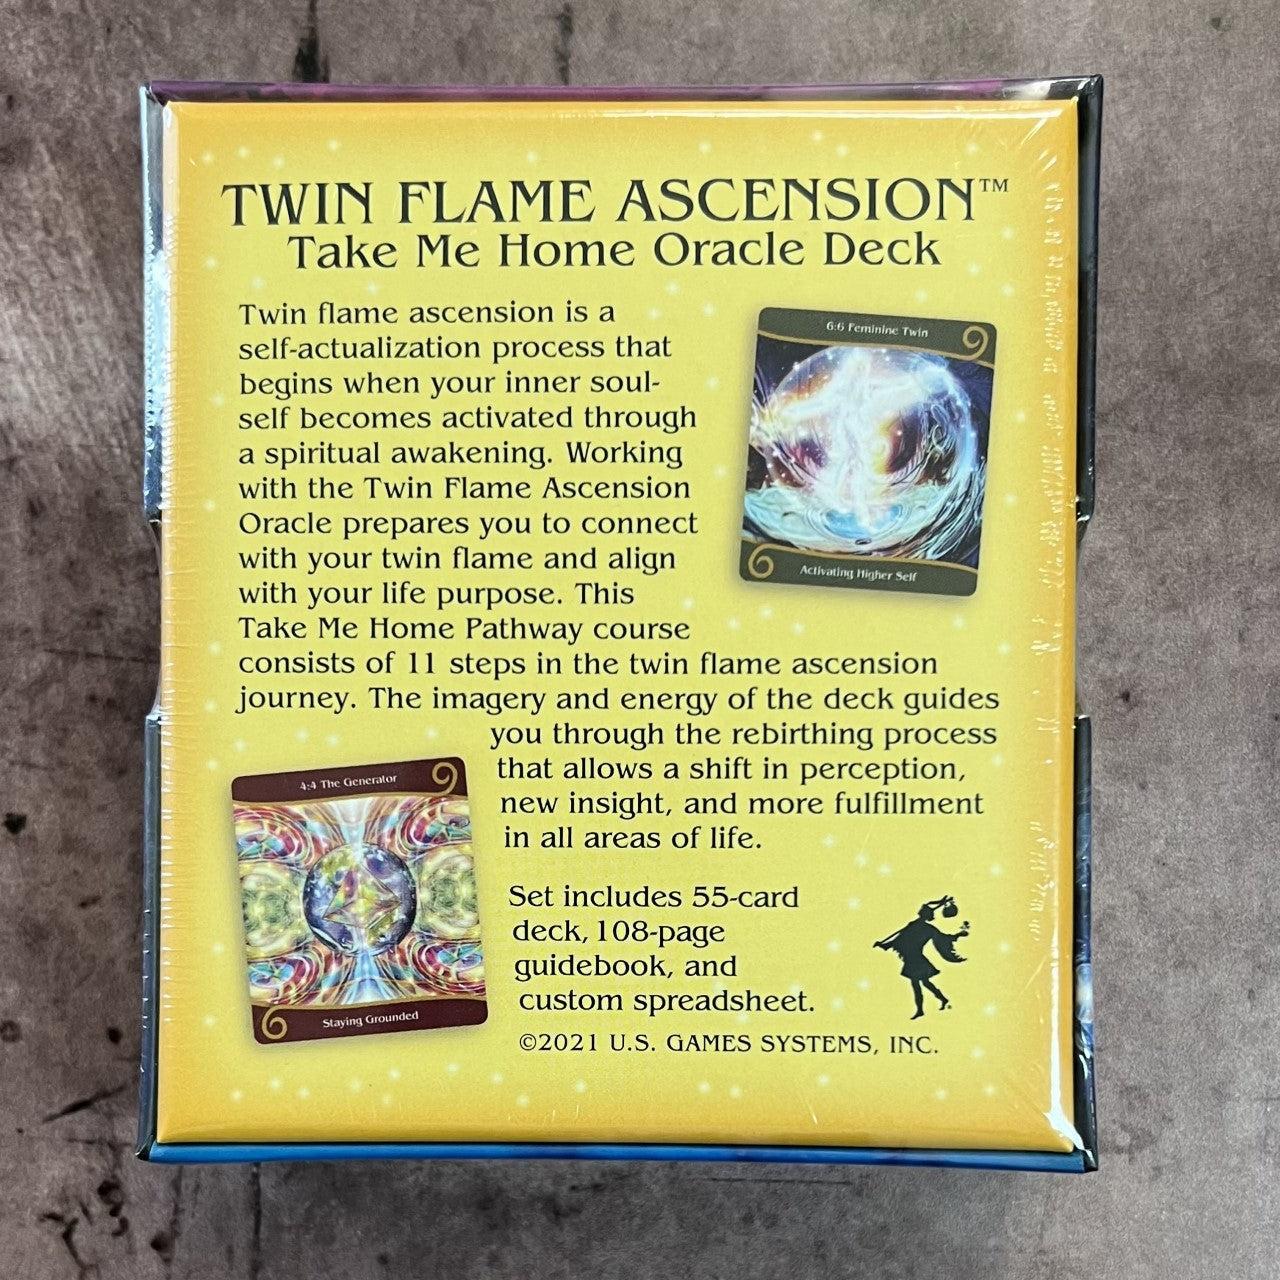 TWIN FLAME ASCENSION™
Take Me Home Oracle Deck
Twin flame ascension is a
self-actualization process that
begins when your inner soul-
self becomes activated through
a spiritual awakening. Working
with the Twin Flame Ascension
Oracle prepares you to connect
with your twin flame and align
with your life purpose. This
Take Me Home Pathway course
consists of 11 steps in the twin flame ascension
journey. The imagery and energy of the deck guides
you through the rebirthing process
that allows a shift in perception,
new insight, and more fulfillment
in all areas of life.
6:6 Feminine Twin
Activating Higher Self
4:4 The Generator
Staying Grounded
Set includes 55-card
deck, 108-page
guidebook, and
custom spreadsheet.
©2021 U.S. GAMES SYSTEMS, INC.